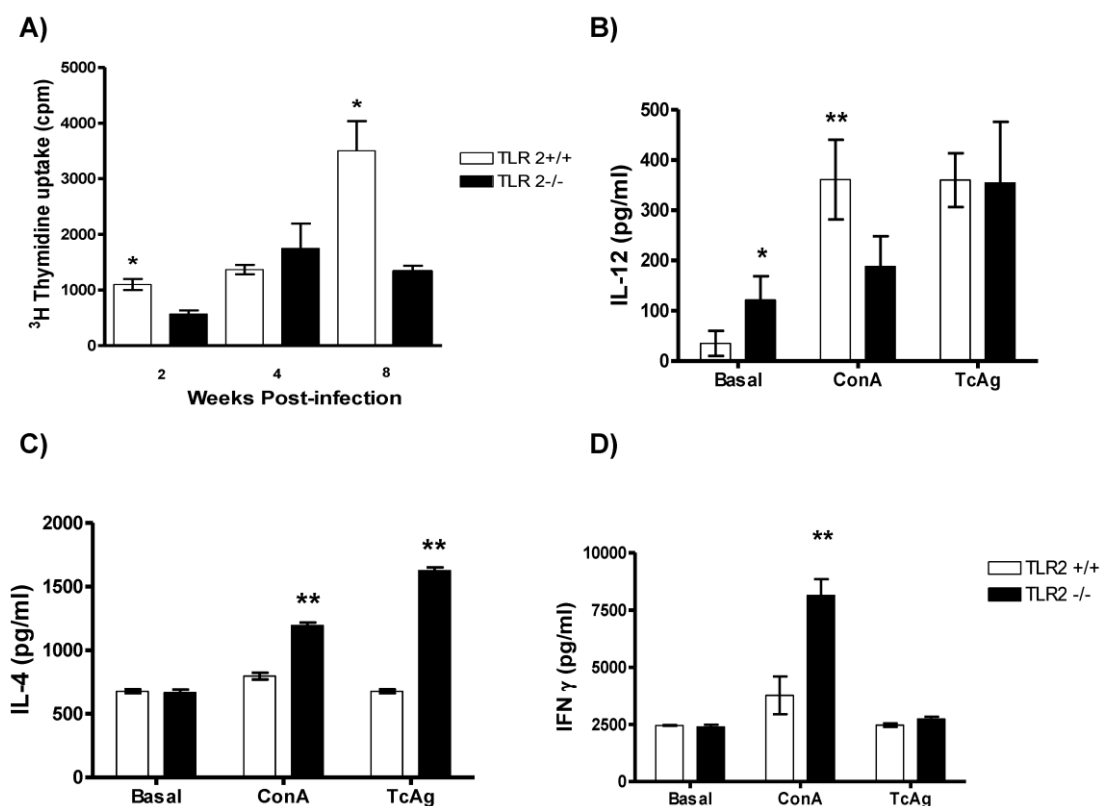 A)
5000
4000
3000
2000
1000
0
³H Thymidine uptake (cpm)
*
*
2
4
8
Weeks Post-infection
TLR 2+/+
TLR 2-/-
B)
500
400
300
200
100
0
IL-12 (pg/ml)
*
**
Basal
ConA
TcAg
C)
2000
1500
1000
500
0
IL-4 (pg/ml)
**
**
Basal
ConA
TcAg
D)
10000
7500
5000
2500
0
IFN γ (pg/ml)
**
Basal
ConA
TcAg
TLR2 +/+
TLR2 -/-